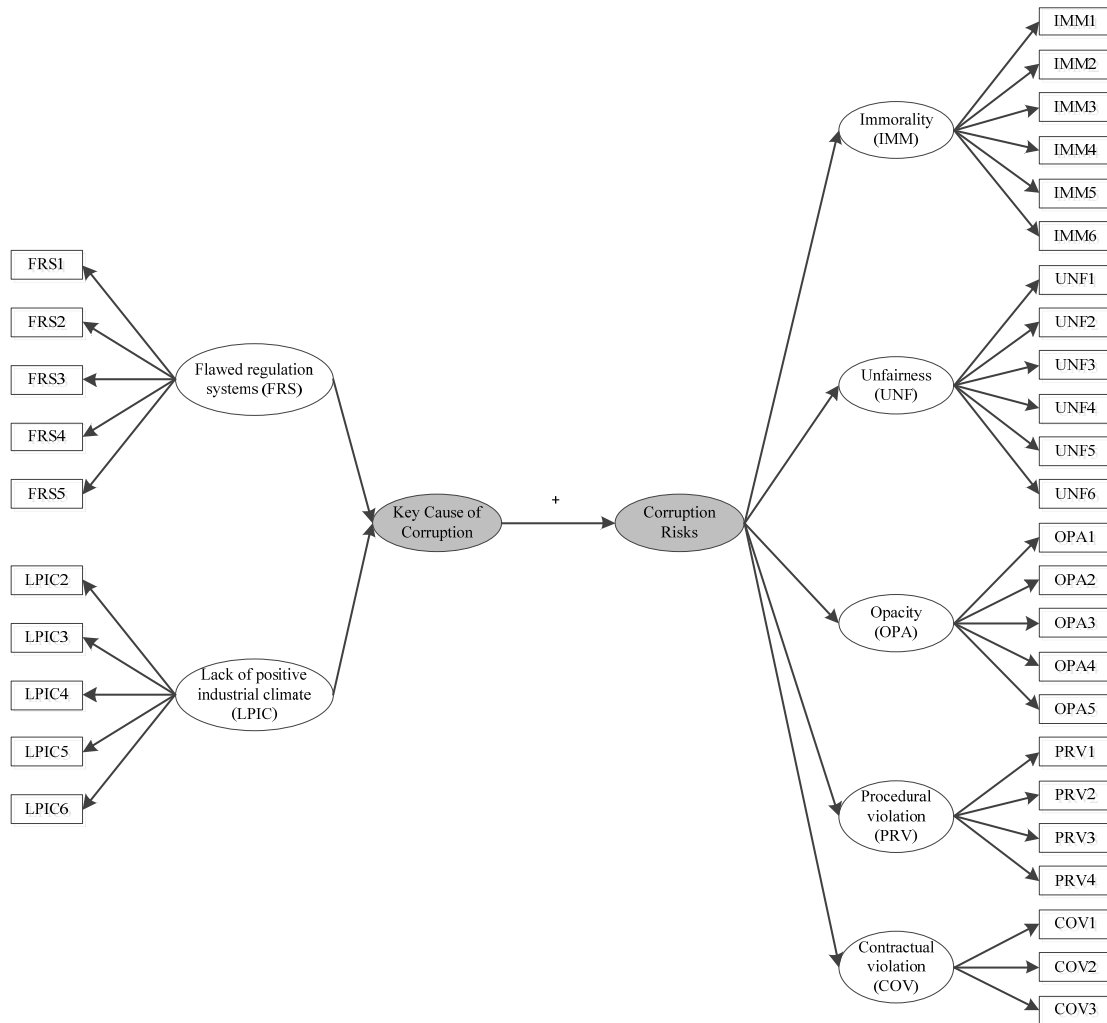 FRS1
FRS2
FRS3
FRS4
FRS5
LPIC2
LPIC3
LPIC4
LPIC5
LPIC6
Flawed regulation
systems (FRS)
Lack of positive
industrial climate
(LPIC)
Key Cause of
Corruption
+
Corruption
Risks
Immorality
(IMM)
Unfairness
(UNF)
Opacity
(OPA)
Procedural
violation
(PRV)
Contractual
violation
(COV)
IMM1
IMM2
IMM3
IMM4
IMM5
IMM6
UNF1
UNF2
UNF3
UNF4
UNF5
UNF6
OPA1
OPA2
OPA3
OPA4
OPA5
PRV1
PRV2
PRV3
PRV4
COV1
COV2
COV3